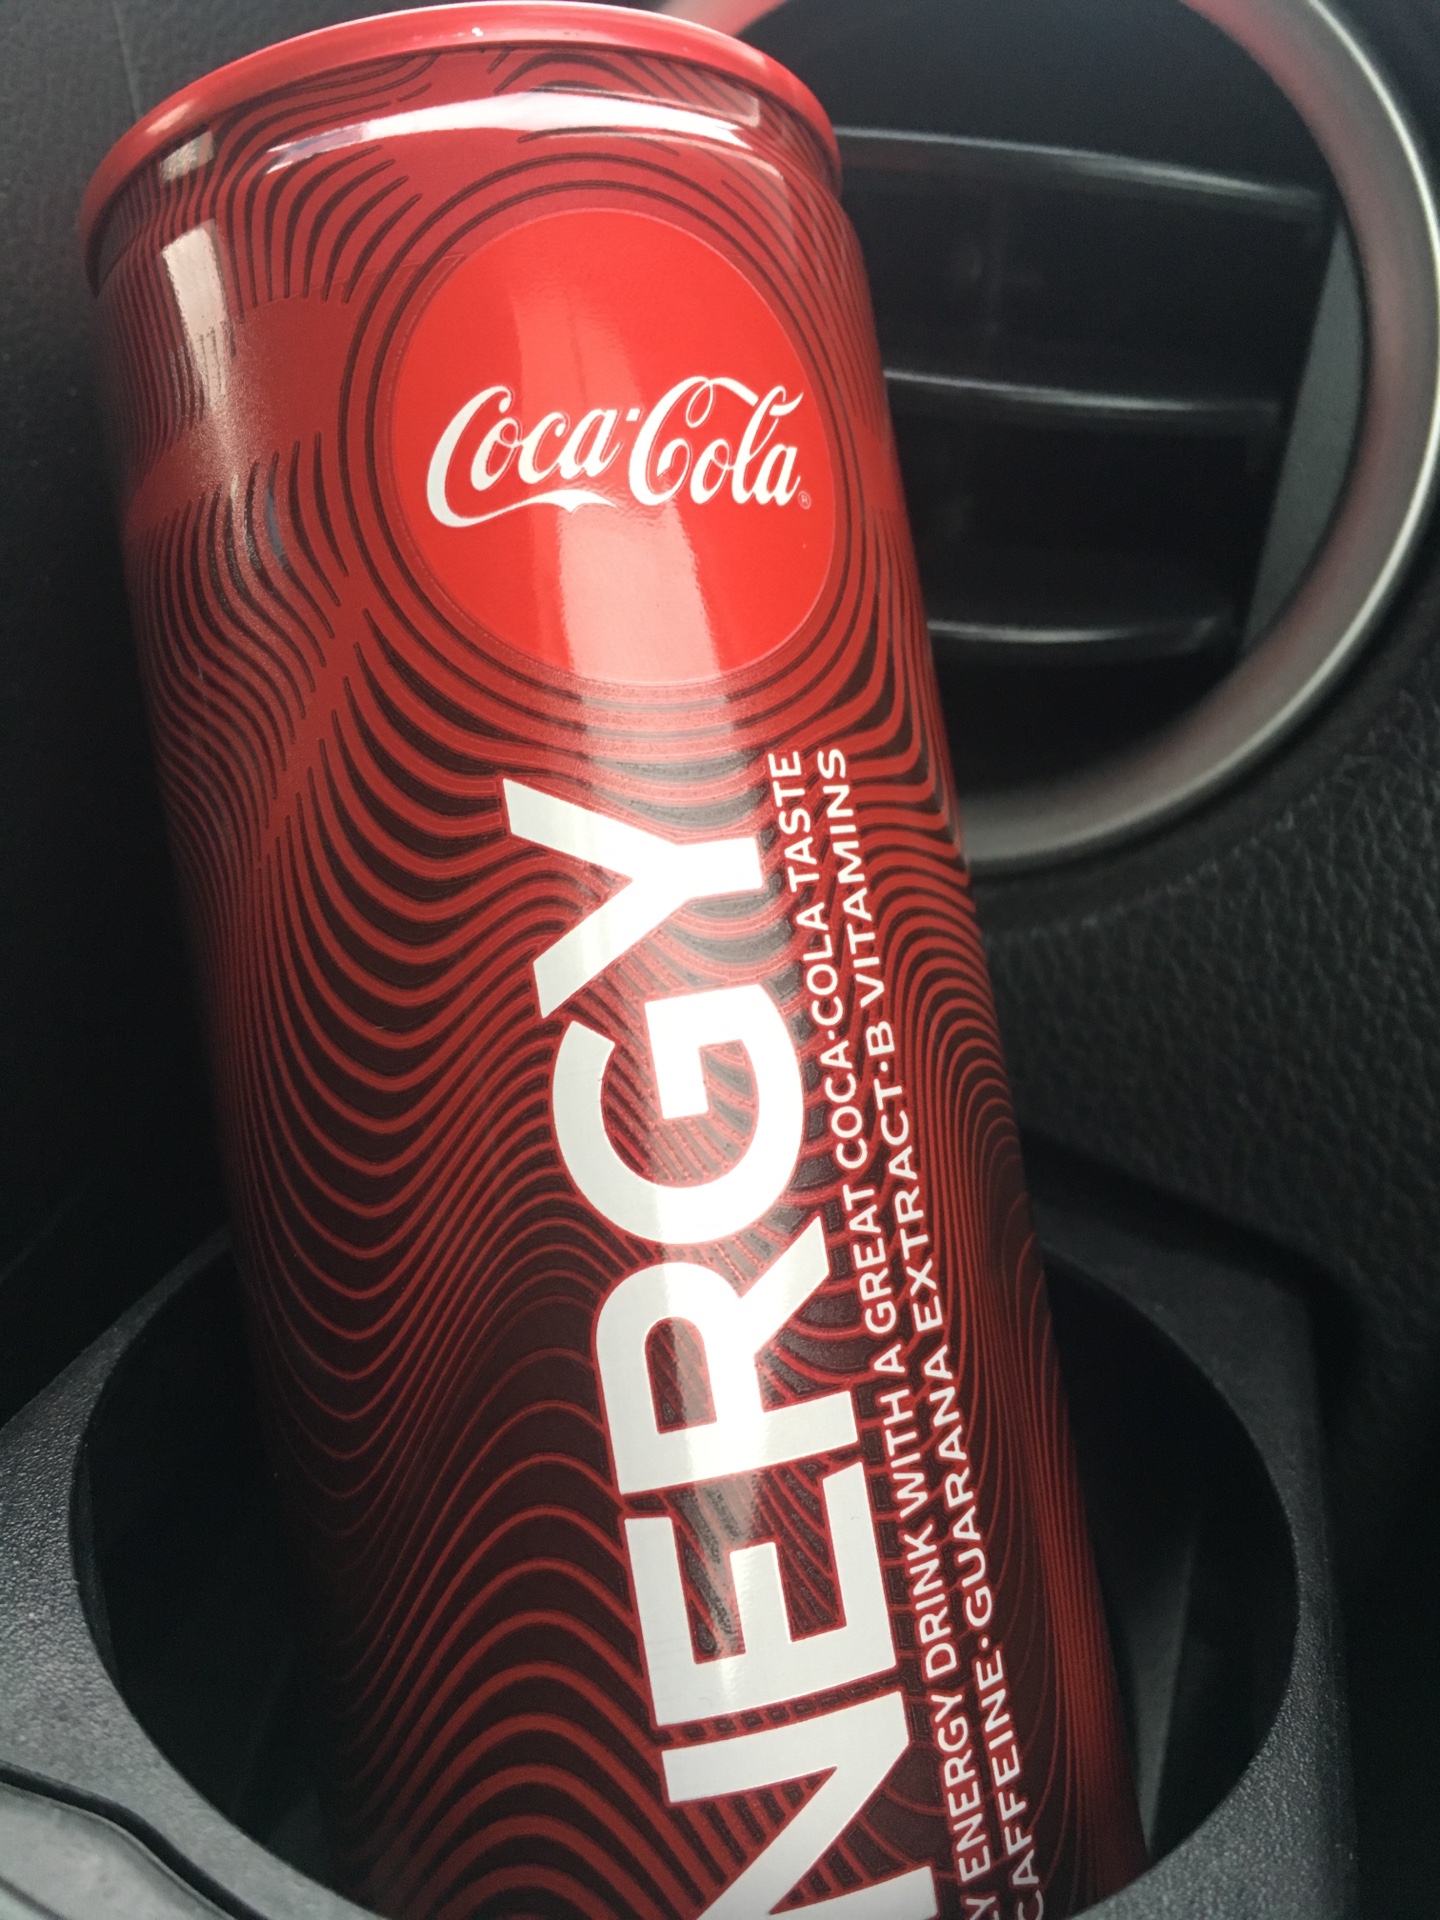 Coca-Cola®
NERGY
ENERGY DRINK WITH A GREAT COCA-COLA TASTE
CAFFEINE·GUARANA EXTRACT·B VITAMINS